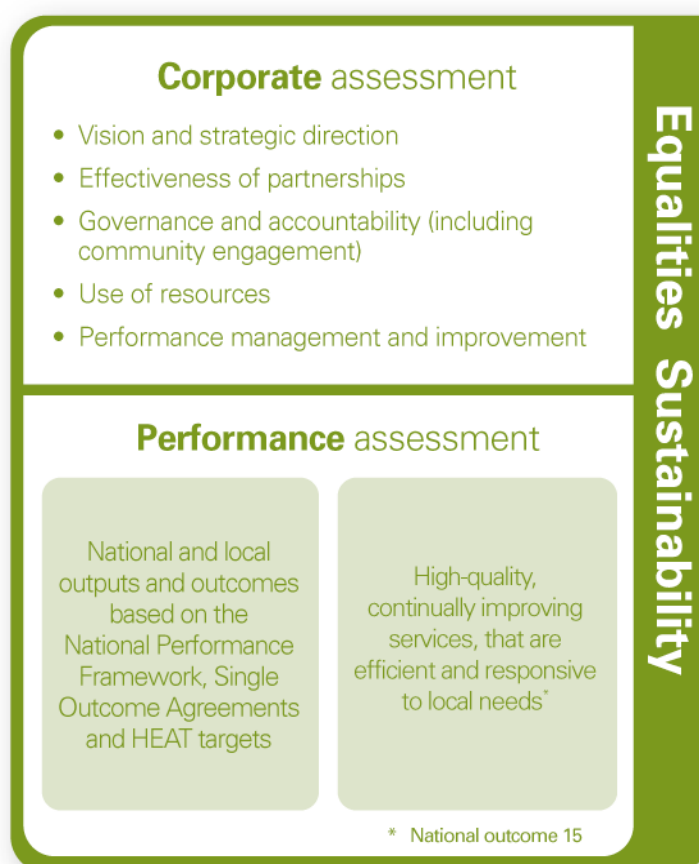 Corporate assessment
• Vision and strategic direction
• Effectiveness of partnerships
• Governance and accountability (including
community engagement)
• Use of resources
• Performance management and improvement
Performance assessment
National and local
outputs and outcomes
based on the
National Performance
Framework, Single
Outcome Agreements
and HEAT targets
High-quality,
continually improving
services, that are
efficient and responsive
to local needs*
* National outcome 15
Equalities Sustainability